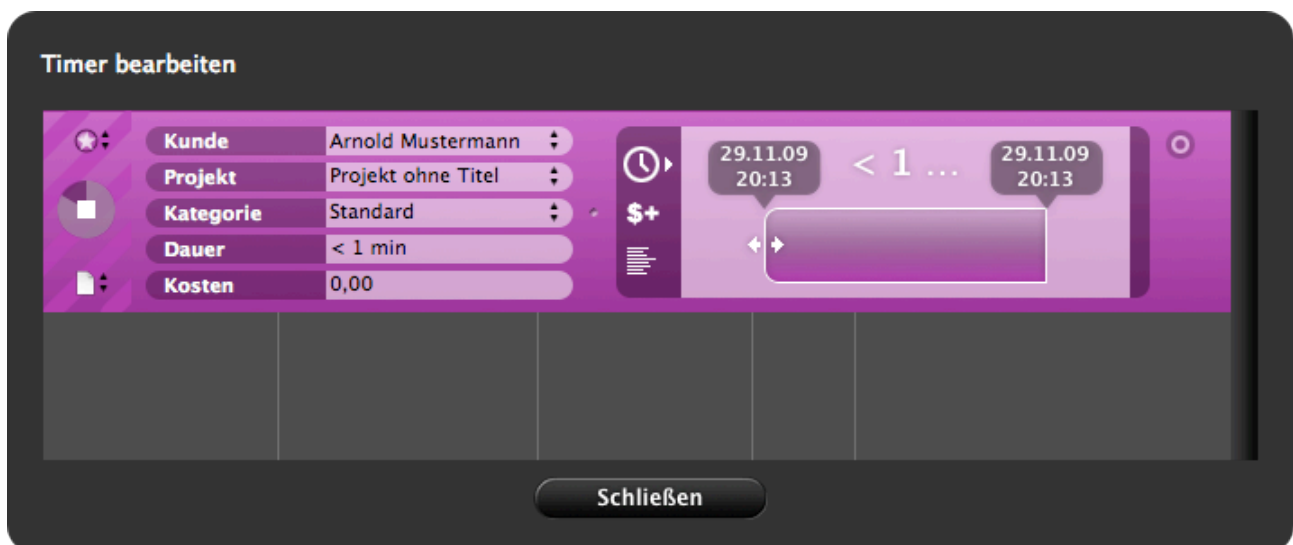 Timer bearbeiten
Kunde Arnold Mustermann
Projekt Projekt ohne Titel
Kategorie Standard
Dauer < 1 min
Kosten 0,00
$+
29.11.09
20:13
< 1 ...
29.11.09
20:13
Schließen